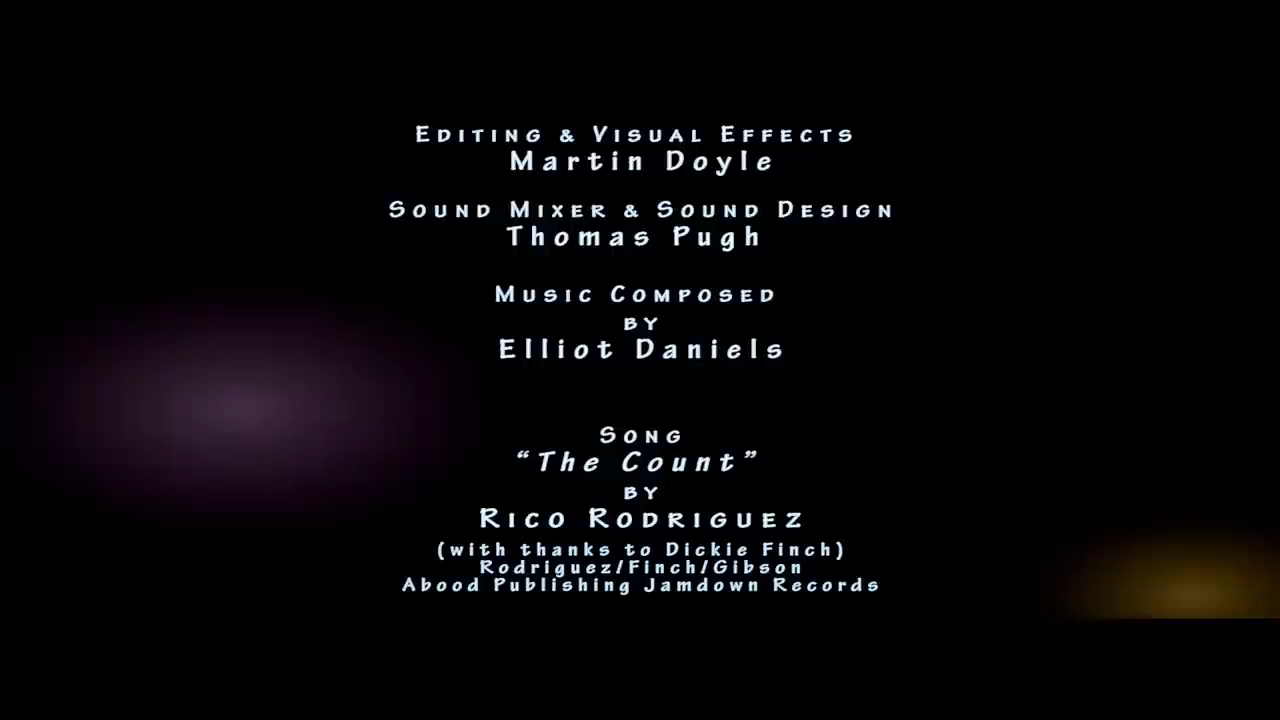 Editing & Visual Effects
Martin Doyle
Sound Mixer & Sound Design
Thomas Pugh
Music Composed
by
Elliot Daniels
Song
“The Count”
by
Rico Rodriguez
(with thanks to Dickie Finch)
Rodriguez/Finch/Gibson
Abood Publishing Jamdown Records